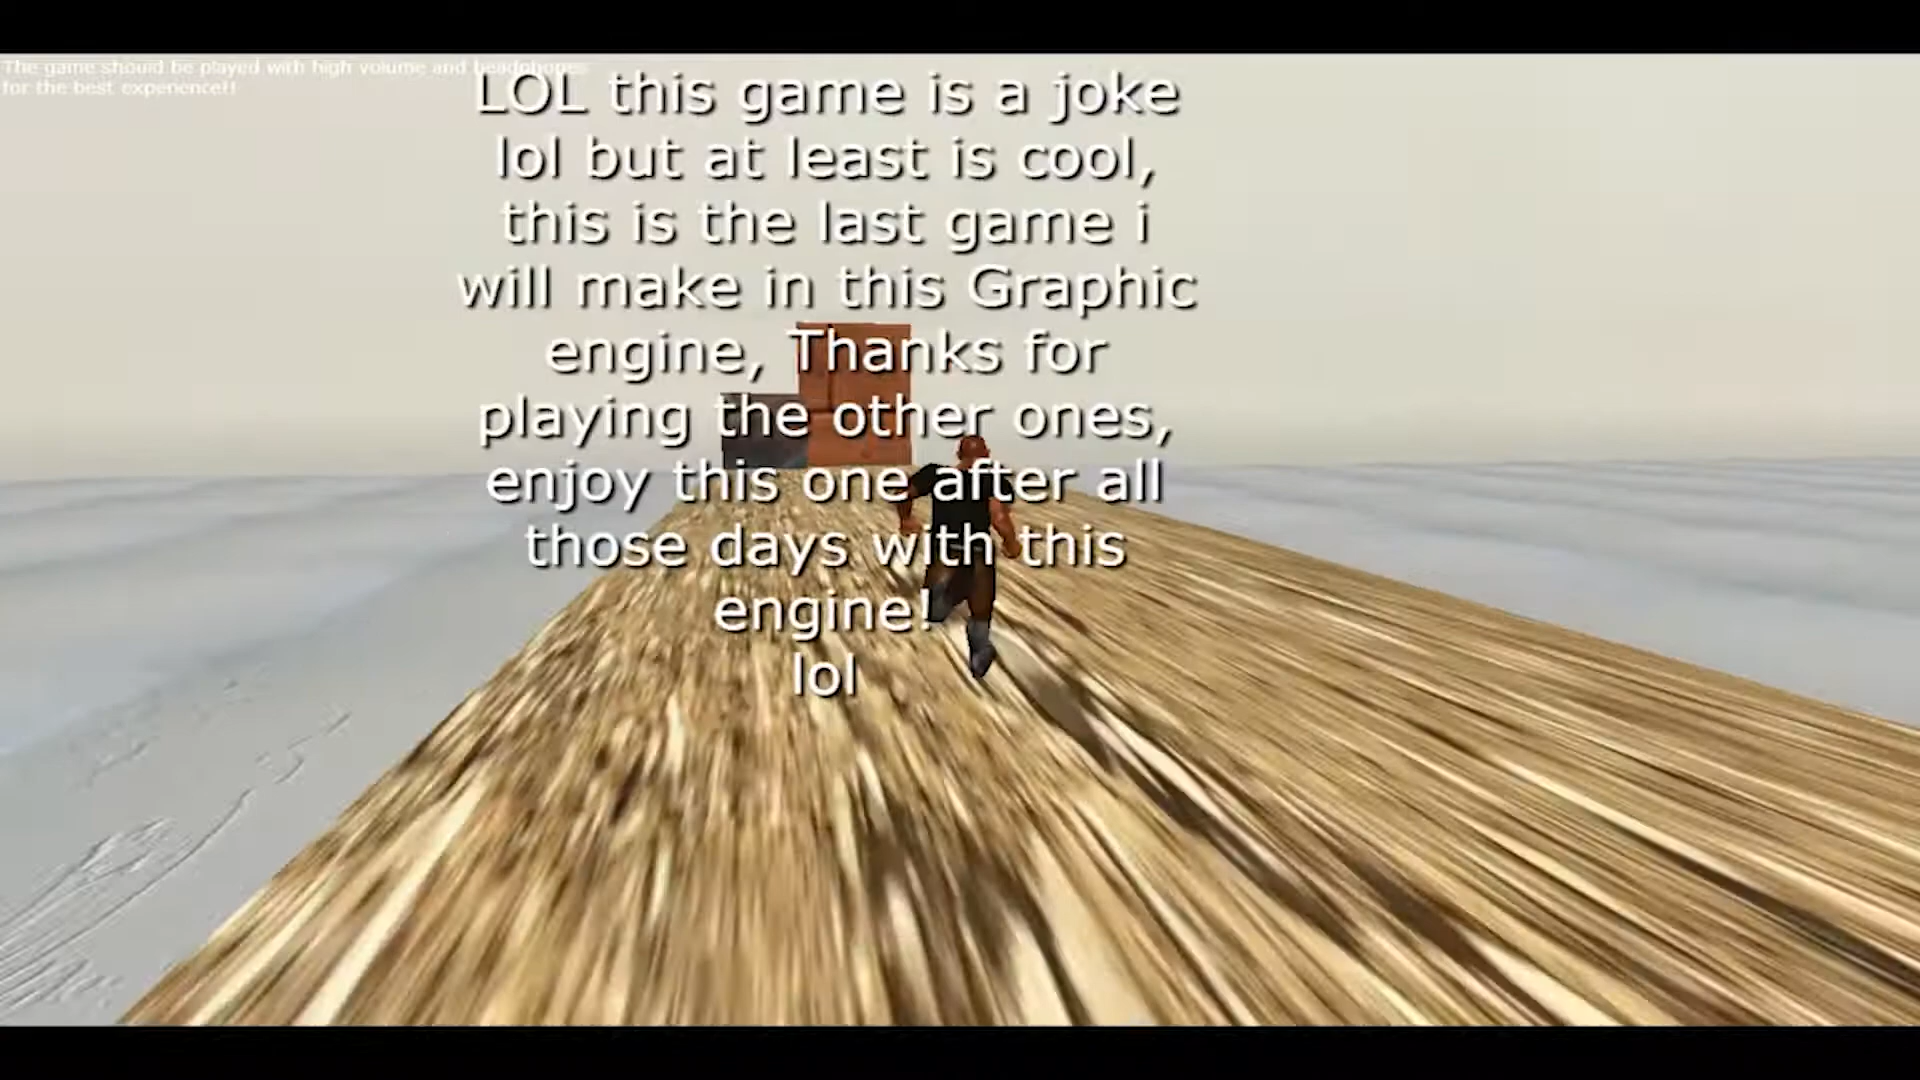 The game should be played with high volume and headphones
for the best experience!!
LOL this game is a joke
lol but at least is cool,
this is the last game i
will make in this Graphic
engine, Thanks for
playing the other ones,
enjoy this one after all
those days with this
engine!
lol